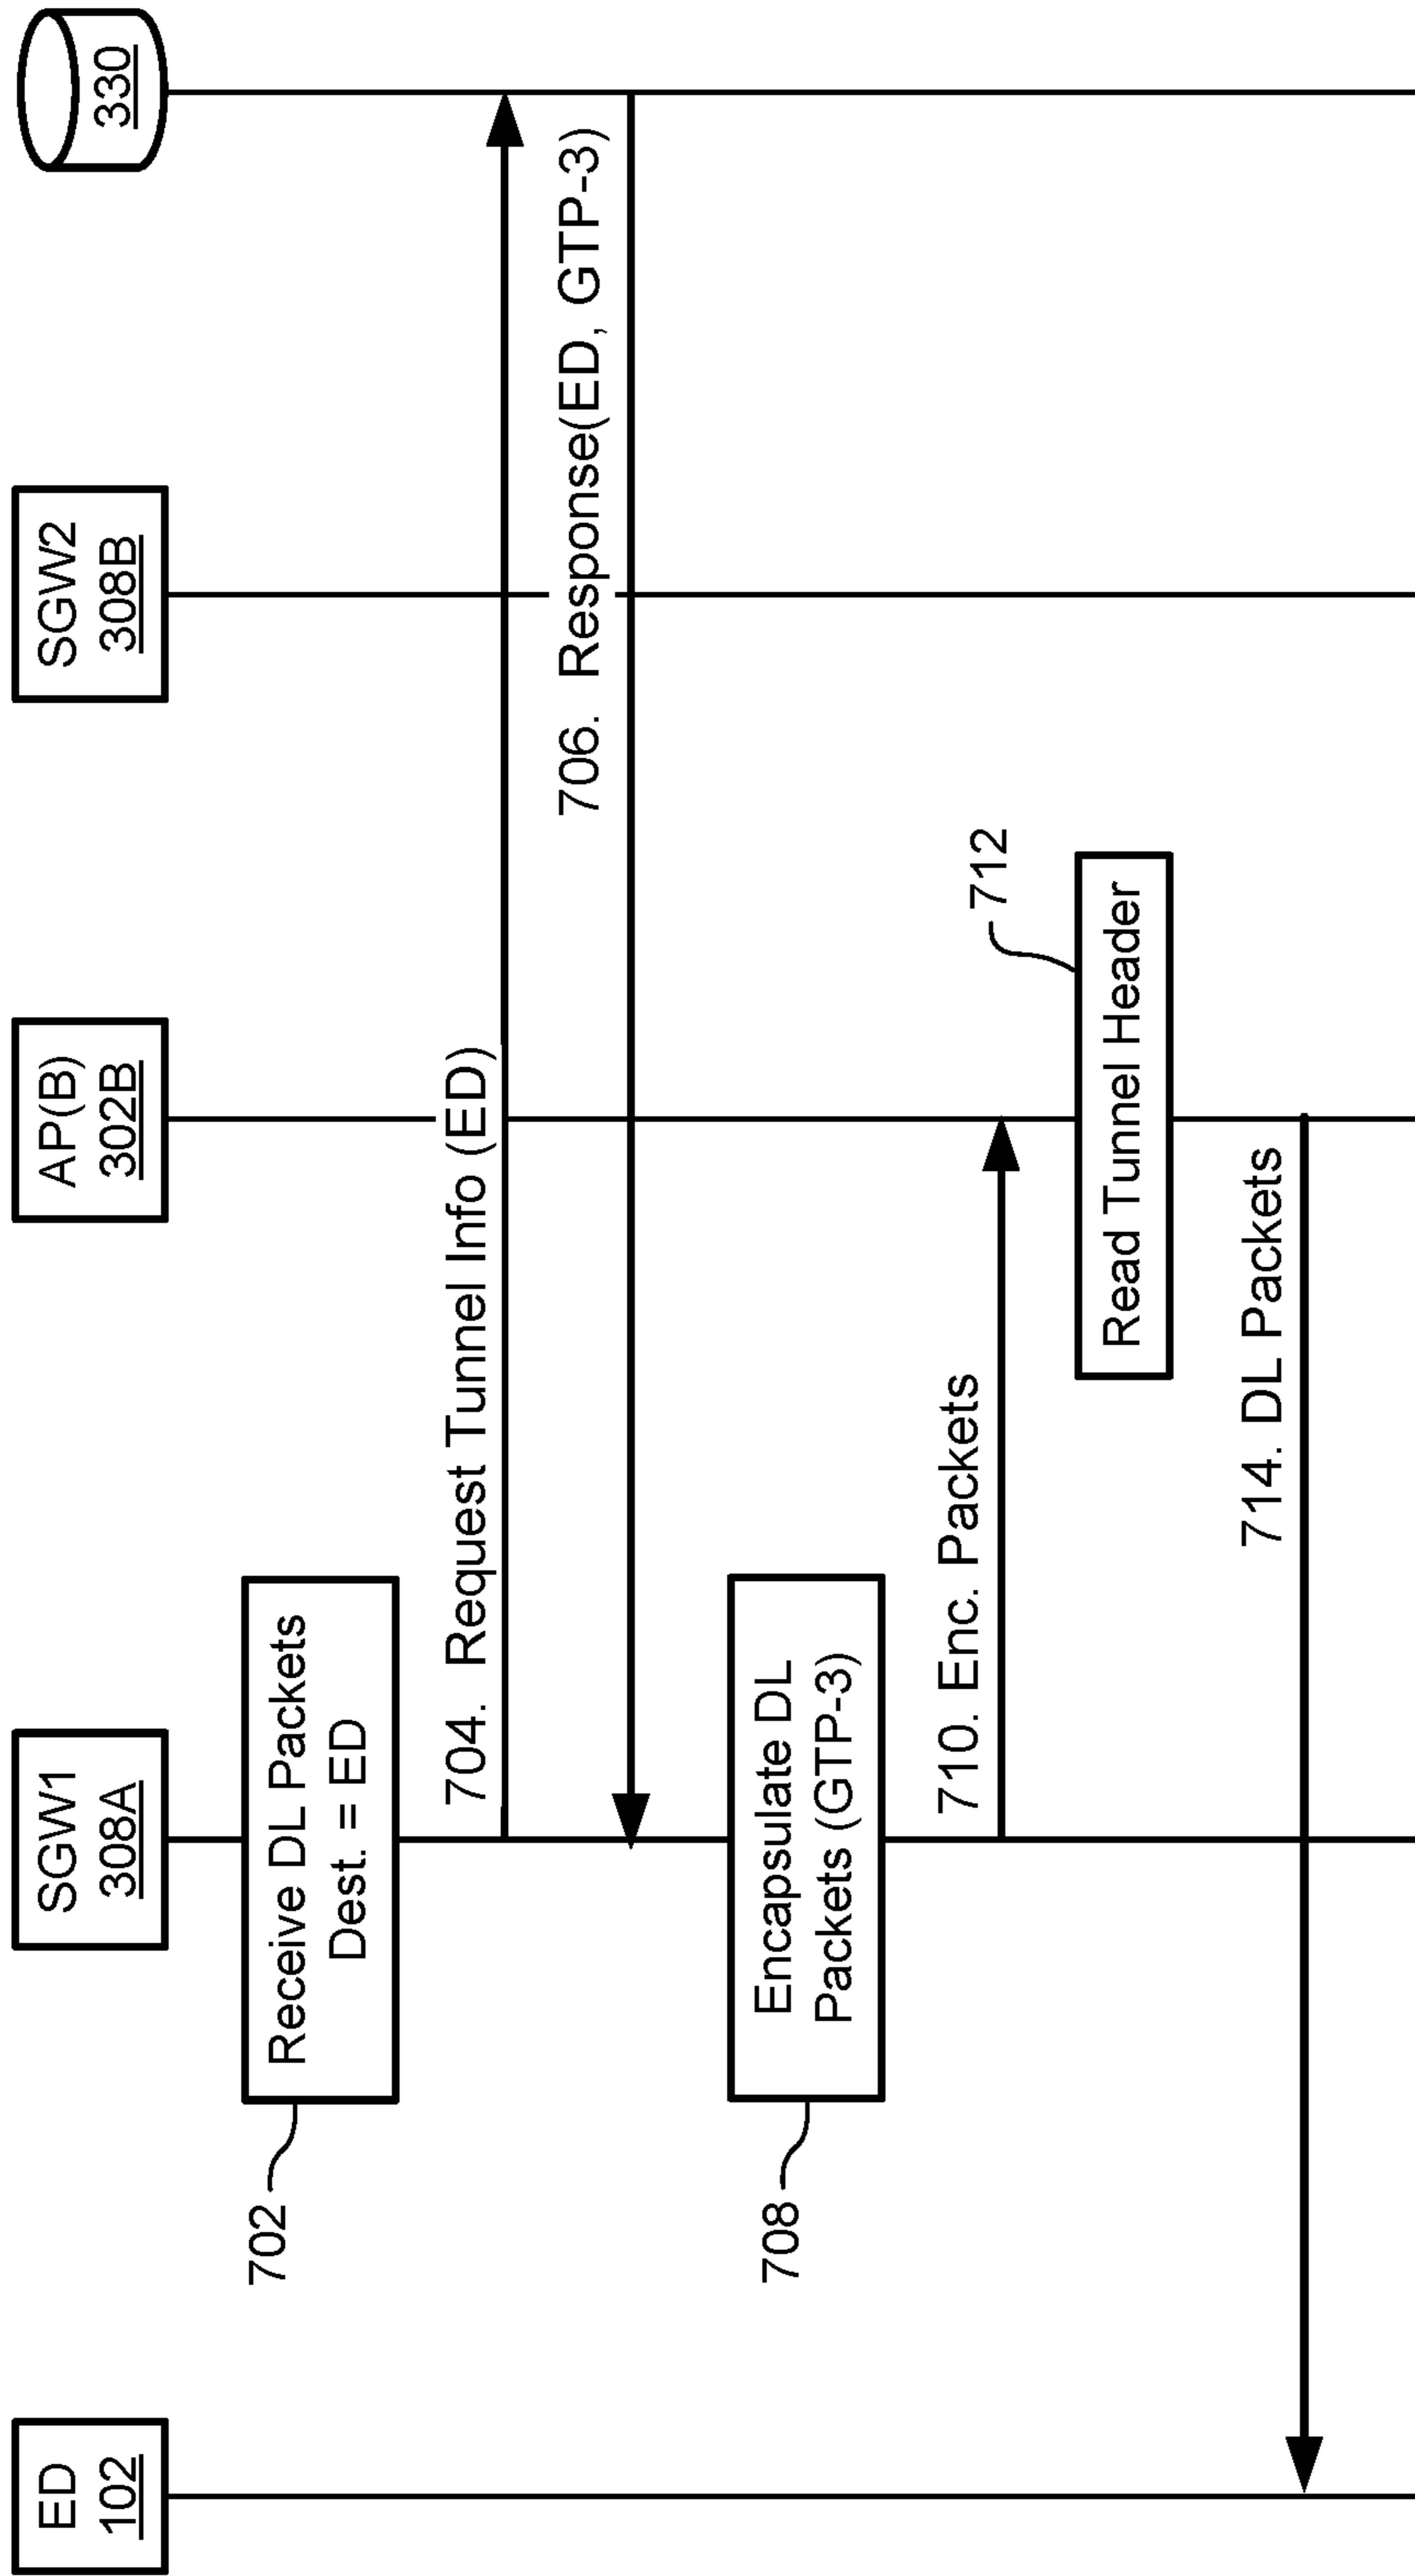 ED
102
SGW1
308A
AP(B)
302B
SGW2
308B
330
702
Receive DL Packets
Dest. = ED
704. Request Tunnel Info (ED)
706. Response(ED, GTP-3)
708
Encapsulate DL
Packets (GTP-3)
710. Enc. Packets
712
Read Tunnel Header
714. DL Packets